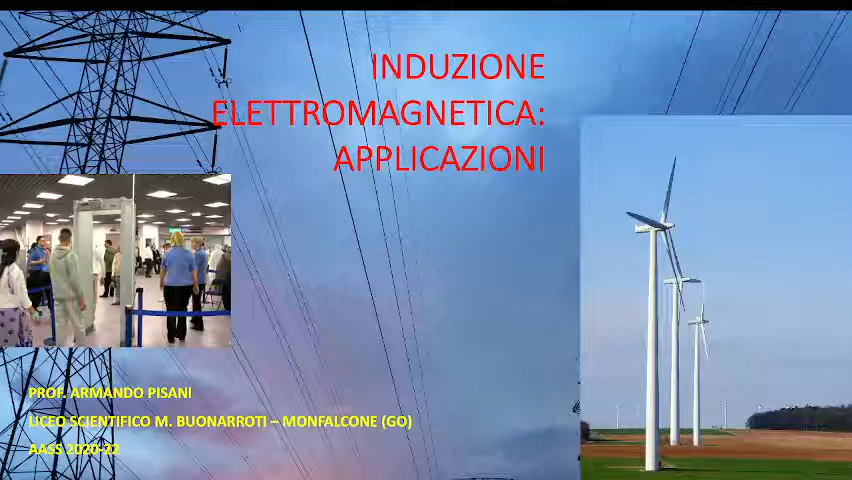 INDUZIONE
ELETTROMAGNETICA:
APPLICAZIONI
PROF. ARMANDO PISANI
LICEO SCIENTIFICO M. BUONARROTI – MONFALCONE (GO)
AASS 2020-22